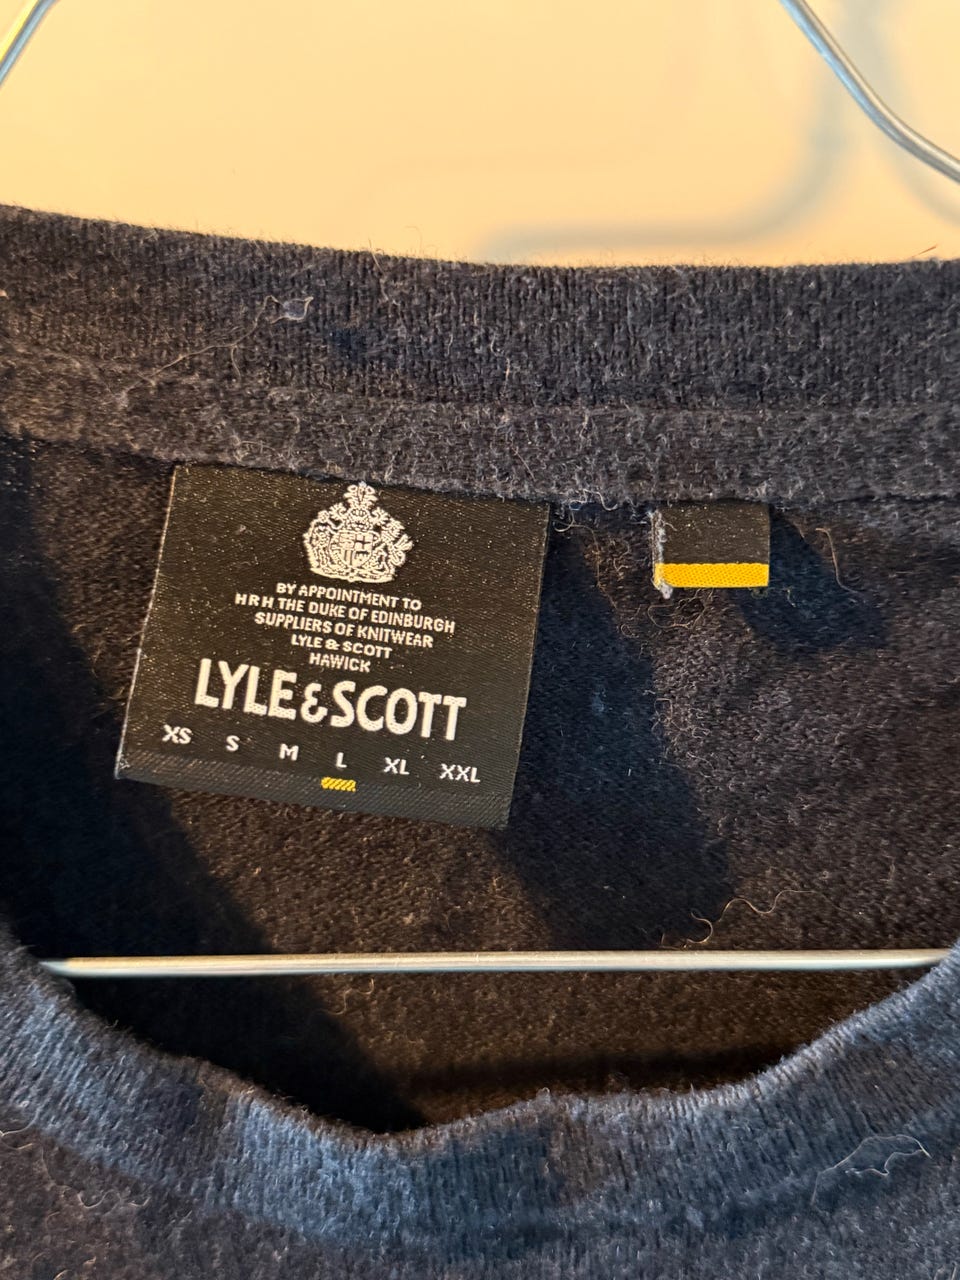 BY APPOINTMENT TO
HRH THE DUKE OF EDINBURGH
SUPPLIERS OF KNITWEAR
LYLE & SCOTT
HAWICK
LYLE & SCOTT
XS S M L XL XXL